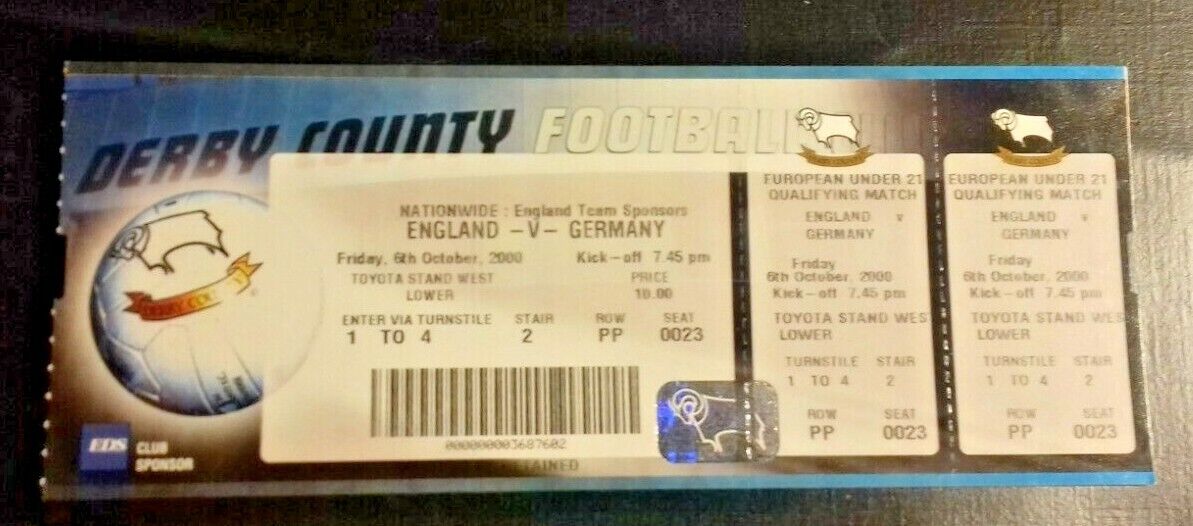 DERBY COUNTY FOOTBALL
NATIONWIDE : England Team Sponsors
ENGLAND -V- GERMANY
Friday, 6th October, 2000 Kick-off 7.45 pm
TOYOTA STAND WEST PRICE
LOWER 10.00
ENTER VIA TURNSTILE STAIR ROW SEAT
1 TO 4 2 PP 0023
000000003687602
EDS CLUB
SPONSOR
EUROPEAN UNDER 21
QUALIFYING MATCH
ENGLAND v
GERMANY
Friday
6th October, 2000
Kick-off 7.45 pm
TOYOTA STAND WEST
LOWER
TURNSTILE STAIR
1 TO 4 2
ROW SEAT
PP 0023
EUROPEAN UNDER 21
QUALIFYING MATCH
ENGLAND v
GERMANY
Friday
6th October, 2000
Kick-off 7.45 pm
TOYOTA STAND WEST
LOWER
TURNSTILE STAIR
1 TO 4 2
ROW SEAT
PP 0023